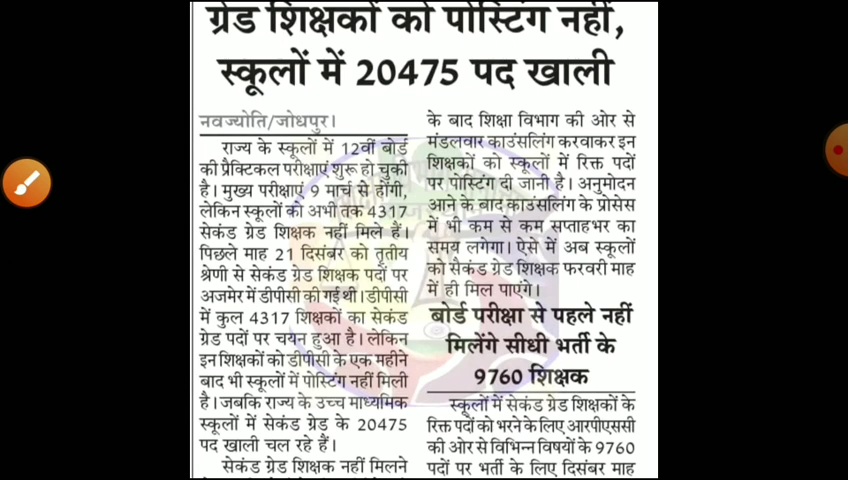 ग्रेड शिक्षकों को पोस्टिंग नहीं,
स्कूलों में 20475 पद खाली
नवज्योति/जोधपुर।
राज्य के स्कूलों में 12वीं बोर्ड
की प्रैक्टिकल परीक्षाएं शुरू हो चुकी
है। मुख्य परीक्षाएं 9 मार्च से होंगी,
लेकिन स्कूलों को अभी तक 4317
सेकंड ग्रेड शिक्षक नहीं मिले हैं।
पिछले माह 21 दिसंबर को तृतीय
श्रेणी से सेकंड ग्रेड शिक्षक पदों पर
अजमेर में डीपीसी की गई थी। डीपीसी
में कुल 4317 शिक्षकों का सेकंड
ग्रेड पदों पर चयन हुआ है। लेकिन
इन शिक्षकों को डीपीसी के एक महीने
बाद भी स्कूलों में पोस्टिंग नहीं मिली
है। जबकि राज्य के उच्च माध्यमिक
स्कूलों में सेकंड ग्रेड के 20475
पद खाली चल रहे हैं।
सेकंड ग्रेड शिक्षक नहीं मिलने
के बाद शिक्षा विभाग की ओर से
मंडलवार काउंसलिंग करवाकर इन
शिक्षकों को स्कूलों में रिक्त पदों
पर पोस्टिंग दी जानी है। अनुमोदन
आने के बाद काउंसलिंग के प्रोसेस
में भी कम से कम सप्ताहभर का
समय लगेगा। ऐसे में अब स्कूलों
को सैकंड ग्रेड शिक्षक फरवरी माह
में ही मिल पाएंगे।
बोर्ड परीक्षा से पहले नहीं
मिलेंगे सीधी भर्ती के
9760 शिक्षक
स्कूलों में सेकंड ग्रेड शिक्षकों के
रिक्त पदों को भरने के लिए आरपीएससी
की ओर से विभिन्न विषयों के 9760
पदों पर भर्ती के लिए दिसंबर माह